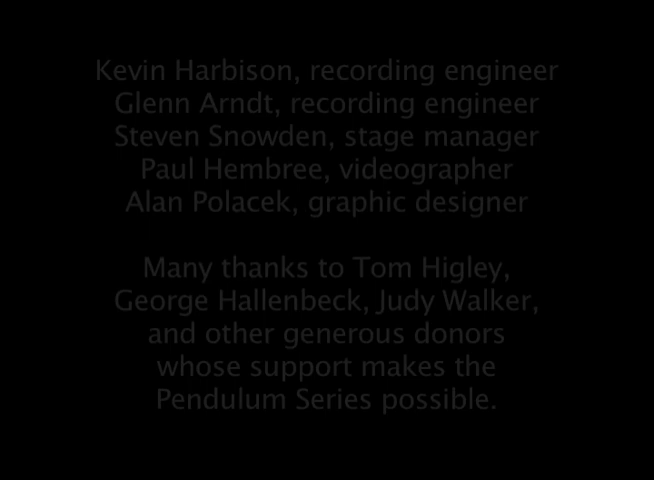 Kevin Harbison, recording engineer
Glenn Arndt, recording engineer
Steven Snowden, stage manager
Paul Hembree, videographer
Alan Polacek, graphic designer
Many thanks to Tom Higley,
George Hallenbeck, Judy Walker,
and other generous donors
whose support makes the
Pendulum Series possible.